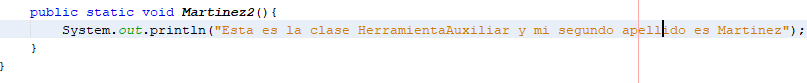 public static void Martinez2(){
System.out.println("Esta es la clase HerramientaAuxiliar y mi segundo apellido es Martinez");
}
}